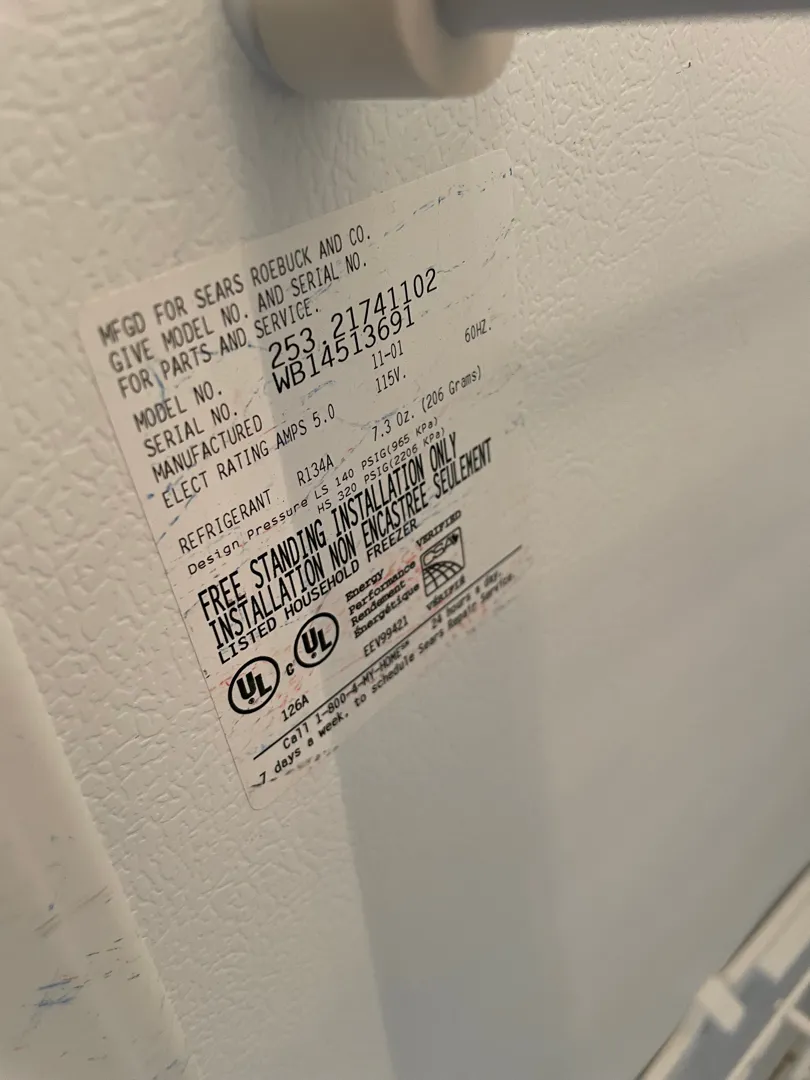 MFGD FOR SEARS ROEBUCK AND CO.
GIVE MODEL NO. AND SERIAL NO.
FOR PARTS AND SERVICE.
MODEL NO. 253.21741102
SERIAL NO. WB14513691
MANUFACTURED 11-01
ELECT RATING AMPS 5.0 115V. 60HZ.
REFRIGERANT R134A 7.3 Oz. (206 Grams)
Design Pressure LS 140 PSIG(965 KPa)
HS 320 PSIG(2206 KPa)
FREE STANDING INSTALLATION ONLY
INSTALLATION NON ENCASTREE SEULEMENT
LISTED HOUSEHOLD FREEZER
UL
C UL
Energy
Performance
Rendement
Énergétique
VERIFIED
VÉRIFIÉ
126A
EEV99421
Call 1-800-4-MY-HOME℠ 24 hours a day,
7 days a week, to schedule Sears Repair Service.